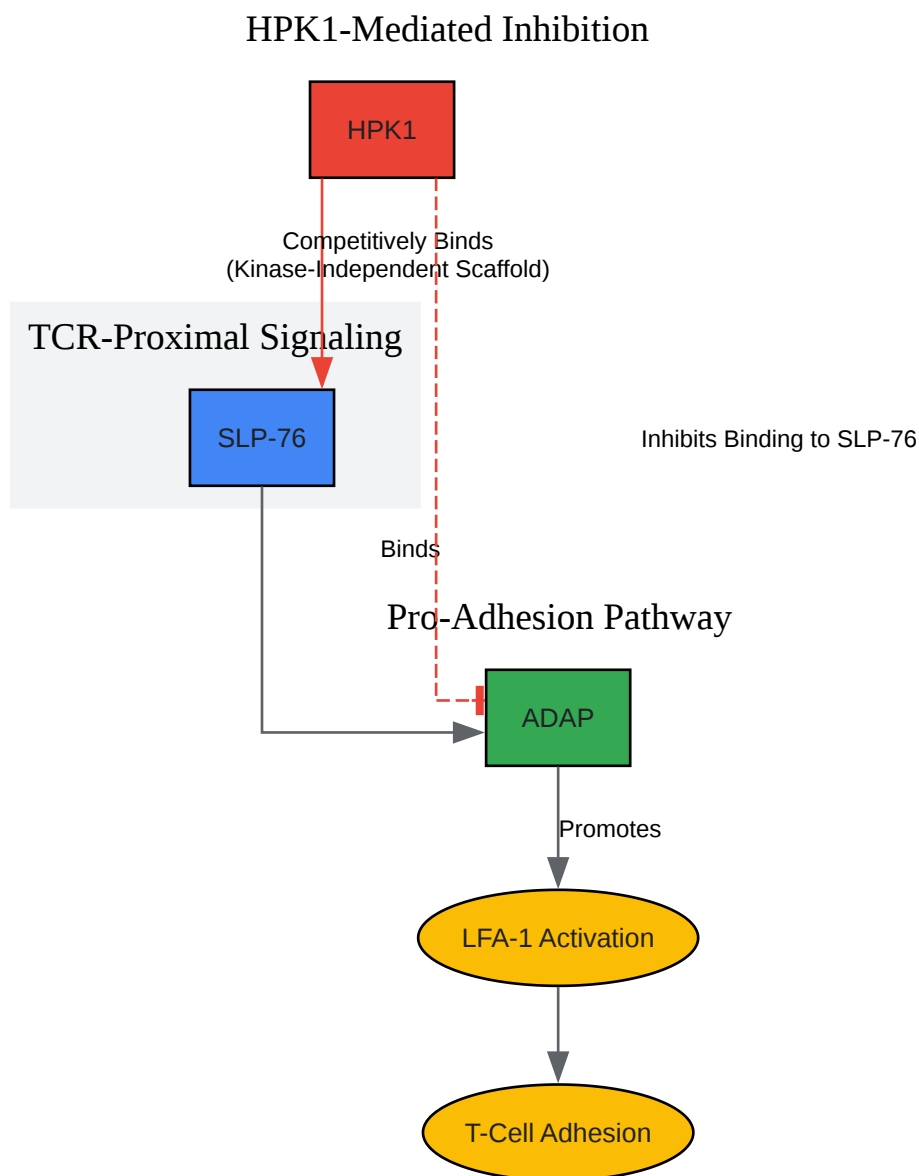 HPK1-Mediated Inhibition
HPK1
Competitively Binds
(Kinase-Independent Scaffold)
TCR-Proximal Signaling
SLP-76
Inhibits Binding to SLP-76
Binds
Pro-Adhesion Pathway
ADAP
Promotes
LFA-1 Activation
T-Cell Adhesion